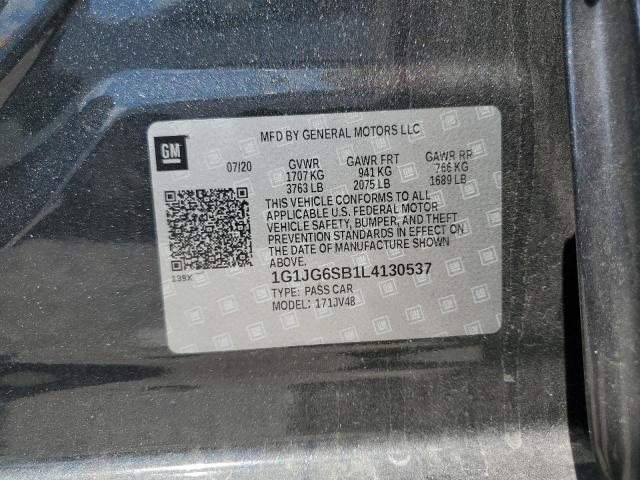 MFD BY GENERAL MOTORS LLC
GM
07/20 GVWR GAWR FRT GAWR RR
1707 KG 941 KG 766 KG
3763 LB 2075 LB 1689 LB
THIS VEHICLE CONFORMS TO ALL
APPLICABLE U.S. FEDERAL MOTOR
VEHICLE SAFETY, BUMPER, AND THEFT
PREVENTION STANDARDS IN EFFECT ON
THE DATE OF MANUFACTURE SHOWN
ABOVE.
139X
1G1JG6SB1L4130537
TYPE: PASS CAR
MODEL: 171JV48